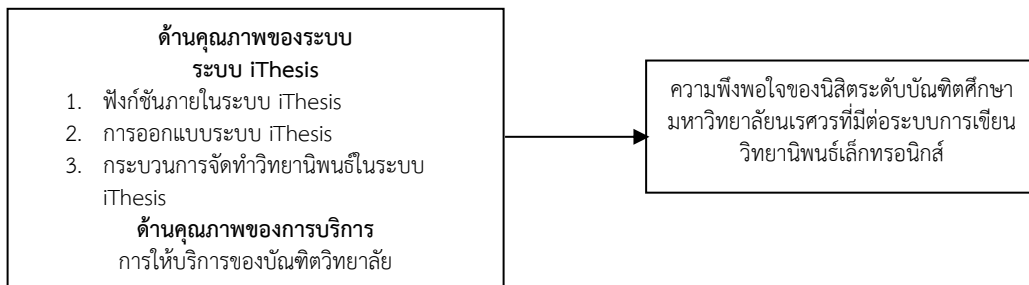 ด้านคุณภาพของระบบ
ระบบ iThesis
1. ฟังก์ชันภายในระบบ iThesis
2. การออกแบบระบบ iThesis
3. กระบวนการจัดทำวิทยานิพนธ์ในระบบ
iThesis
ด้านคุณภาพของการบริการ
การให้บริการของบัณฑิตวิทยาลัย
ความพึงพอใจของนิสิตระดับบัณฑิตศึกษา
มหาวิทยาลัยนเรศวรที่มีต่อระบบการเขียน
วิทยานิพนธ์เล็กทรอนิกส์